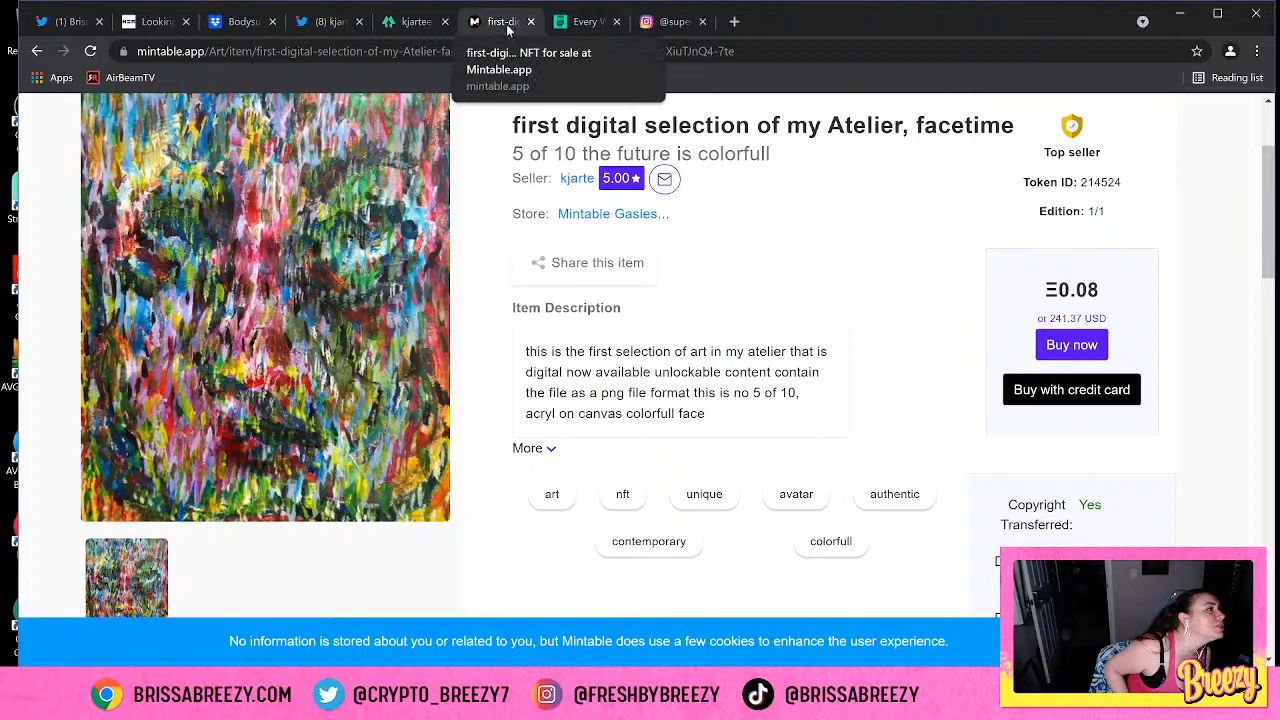 (1) Briss
Looking
Bodysu
(8) kjart
kjartee
first-dig
Every W
@supe
mintable.app/Art/item/first-digital-selection-of-my-Atelier-fa
XiuTJnQ4-7te
first-digi... NFT for sale at
Mintable.app
mintable.app
Apps
AirBeamTV
Reading list
first digital selection of my Atelier, facetime
5 of 10 the future is colorfull
Seller: kjarte 5.00★
Store: Mintable Gasles...
Share this item
Item Description
this is the first selection of art in my atelier that is
digital now available unlockable content contain
the file as a png file format this is no 5 of 10,
acryl on canvas colorfull face
More
art
nft
unique
avatar
authentic
contemporary
colorfull
Top seller
Token ID: 214524
Edition: 1/1
Ξ0.08
or 241.37 USD
Buy now
Buy with credit card
Copyright Yes
Transferred:
No information is stored about you or related to you, but Mintable does use a few cookies to enhance the user experience.
Breezy
BRISSABREEZY.COM
@CRYPTO_BREEZY7
@FRESHBYBREEZY
@BRISSABREEZY